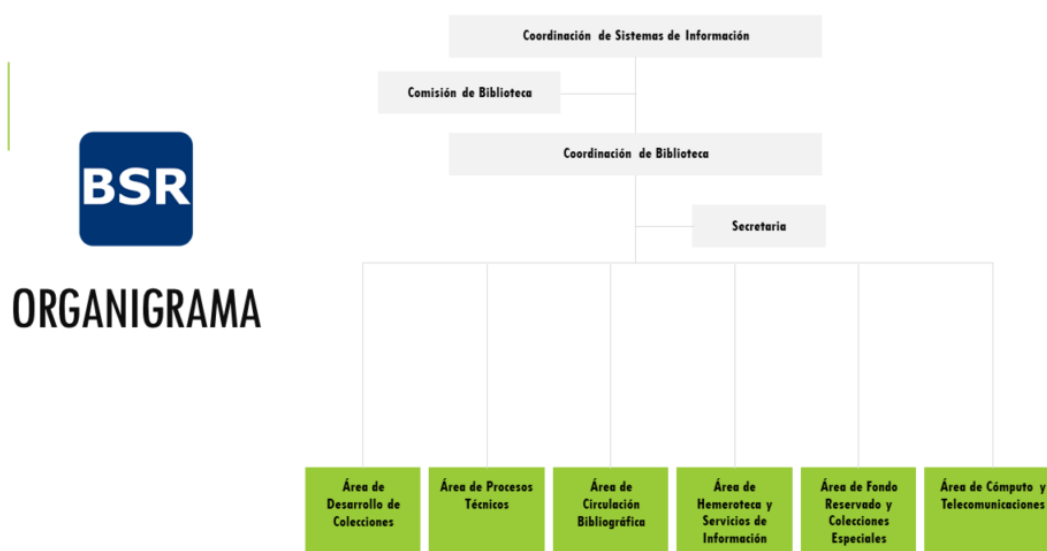 Coordinación de Sistemas de Información
Comisión de Biblioteca
BSR
Coordinación de Biblioteca
Secretaria
ORGANIGRAMA
Área de
Desarrollo de
Colecciones
Área de Procesos
Técnicos
Área de
Circulación
Bibliográfica
Área de
Hemeroteca y
Servicios de
Información
Área de Fondo
Reservado y
Colecciones
Especiales
Área de Cómputo y
Telecomunicaciones